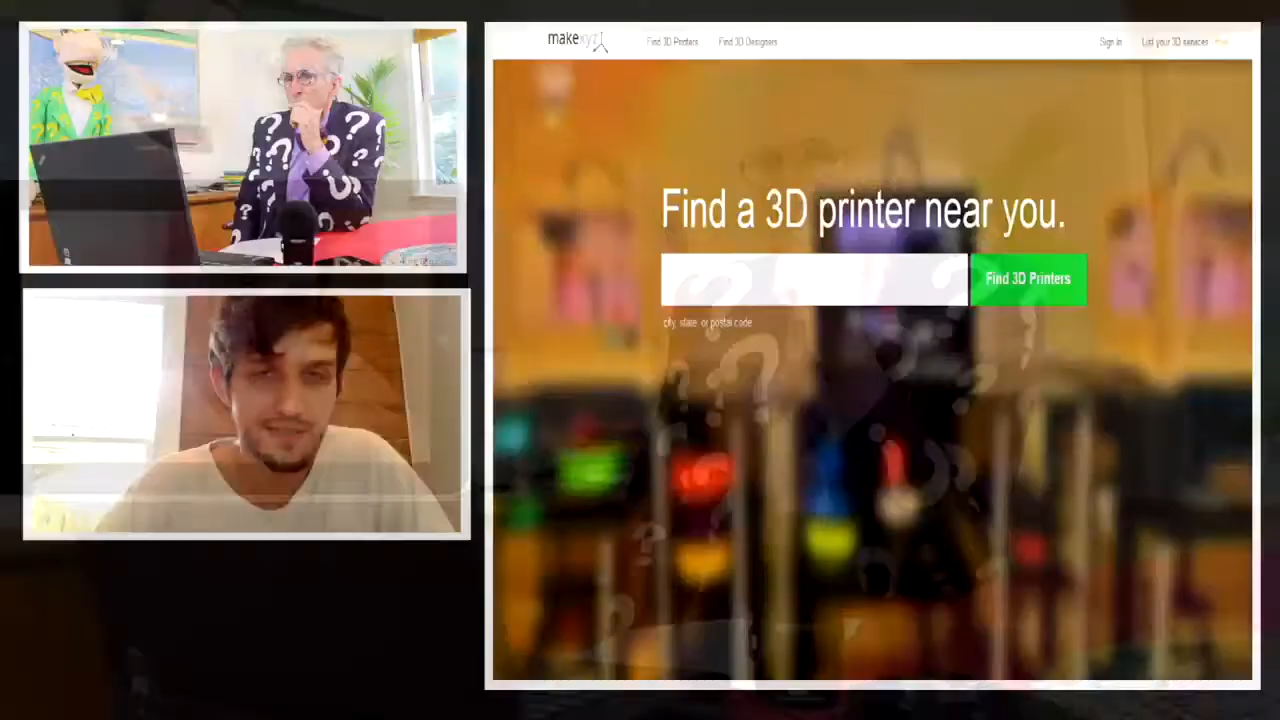 makexyz
Find 3D Printers
Find 3D Designers
Sign In
List your 3D services
Find a 3D printer near you.
Find 3D Printers
city, state, or postal code